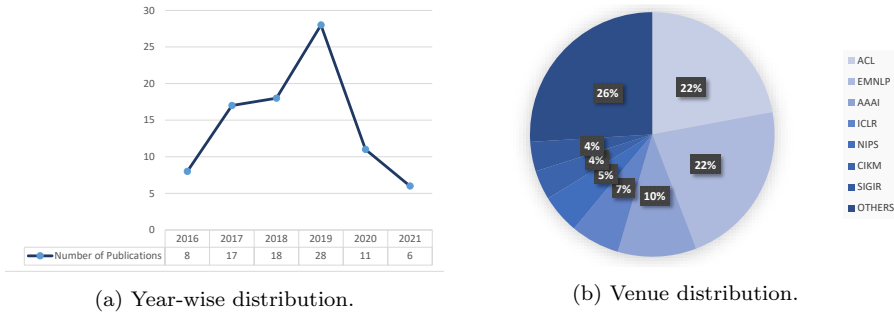 30
25
20
15
10
5
0
2016 2017 2018 2019 2020 2021
Number of Publications 8 17 18 28 11 6
(a) Year-wise distribution.
22%
22%
10%
7%
5%
4%
4%
26%
ACL
EMNLP
AAAI
ICLR
NIPS
CIKM
SIGIR
OTHERS
(b) Venue distribution.